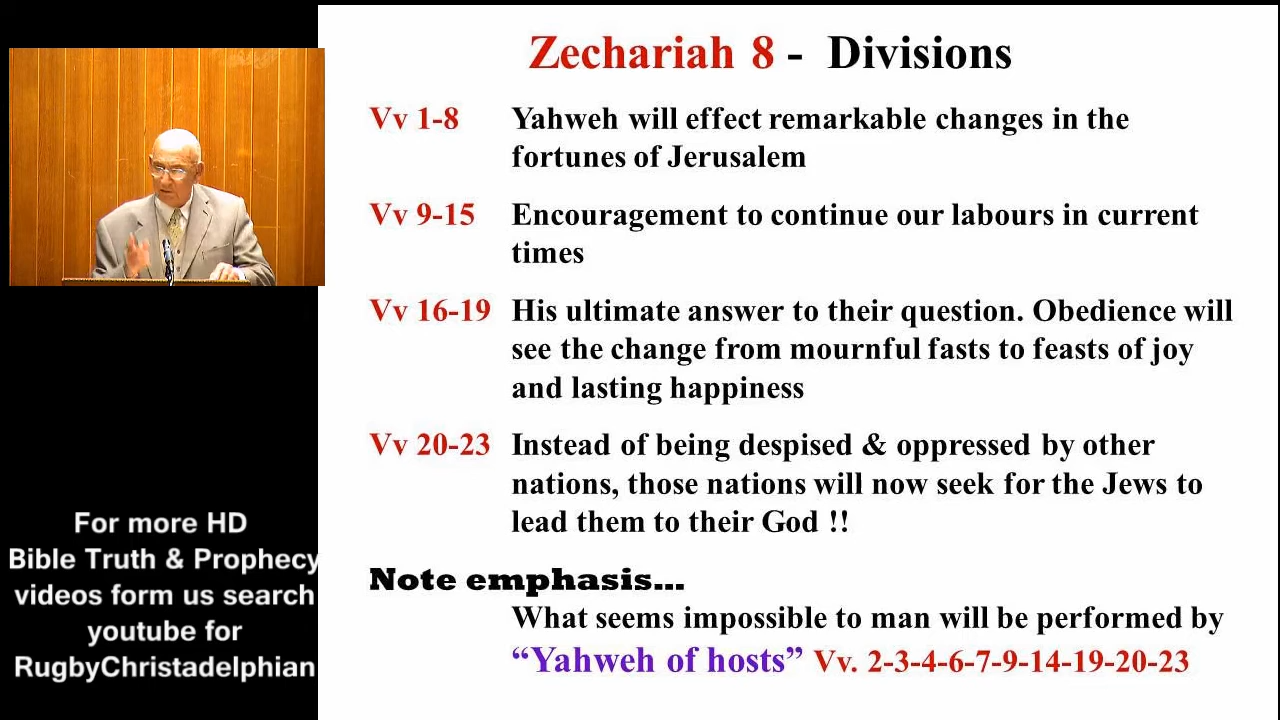 Zechariah 8 - Divisions
Vv 1-8 Yahweh will effect remarkable changes in the
fortunes of Jerusalem
Vv 9-15 Encouragement to continue our labours in current
times
Vv 16-19 His ultimate answer to their question. Obedience will
see the change from mournful fasts to feasts of joy
and lasting happiness
Vv 20-23 Instead of being despised & oppressed by other
nations, those nations will now seek for the Jews to
lead them to their God !!
Note emphasis...
What seems impossible to man will be performed by
“Yahweh of hosts” Vv. 2-3-4-6-7-9-14-19-20-23
For more HD
Bible Truth & Prophecy
videos form us search
youtube for
RugbyChristadelphian